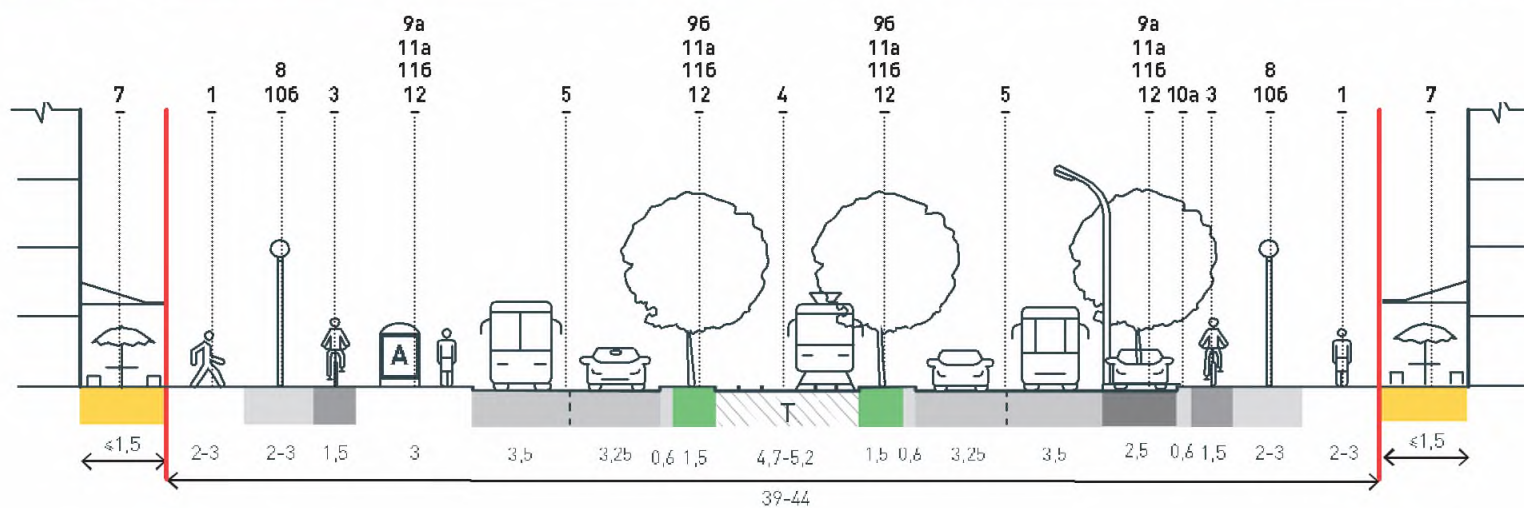 9а 9б 9б 9а
11а 11а 11а 11а
8 11б 11б 11б 11б 8
7 1 10б 3 12 5 12 4 12 5 12 10а 3 10б 1 7
А
Т
≤1,5 2–3 2–3 1,5 3 3,5 3,25 0,6 1,5 4,7–5,2 1,5 0,6 3,25 3,5 2,5 0,6 1,5 2–3 2–3 ≤1,5
39–44